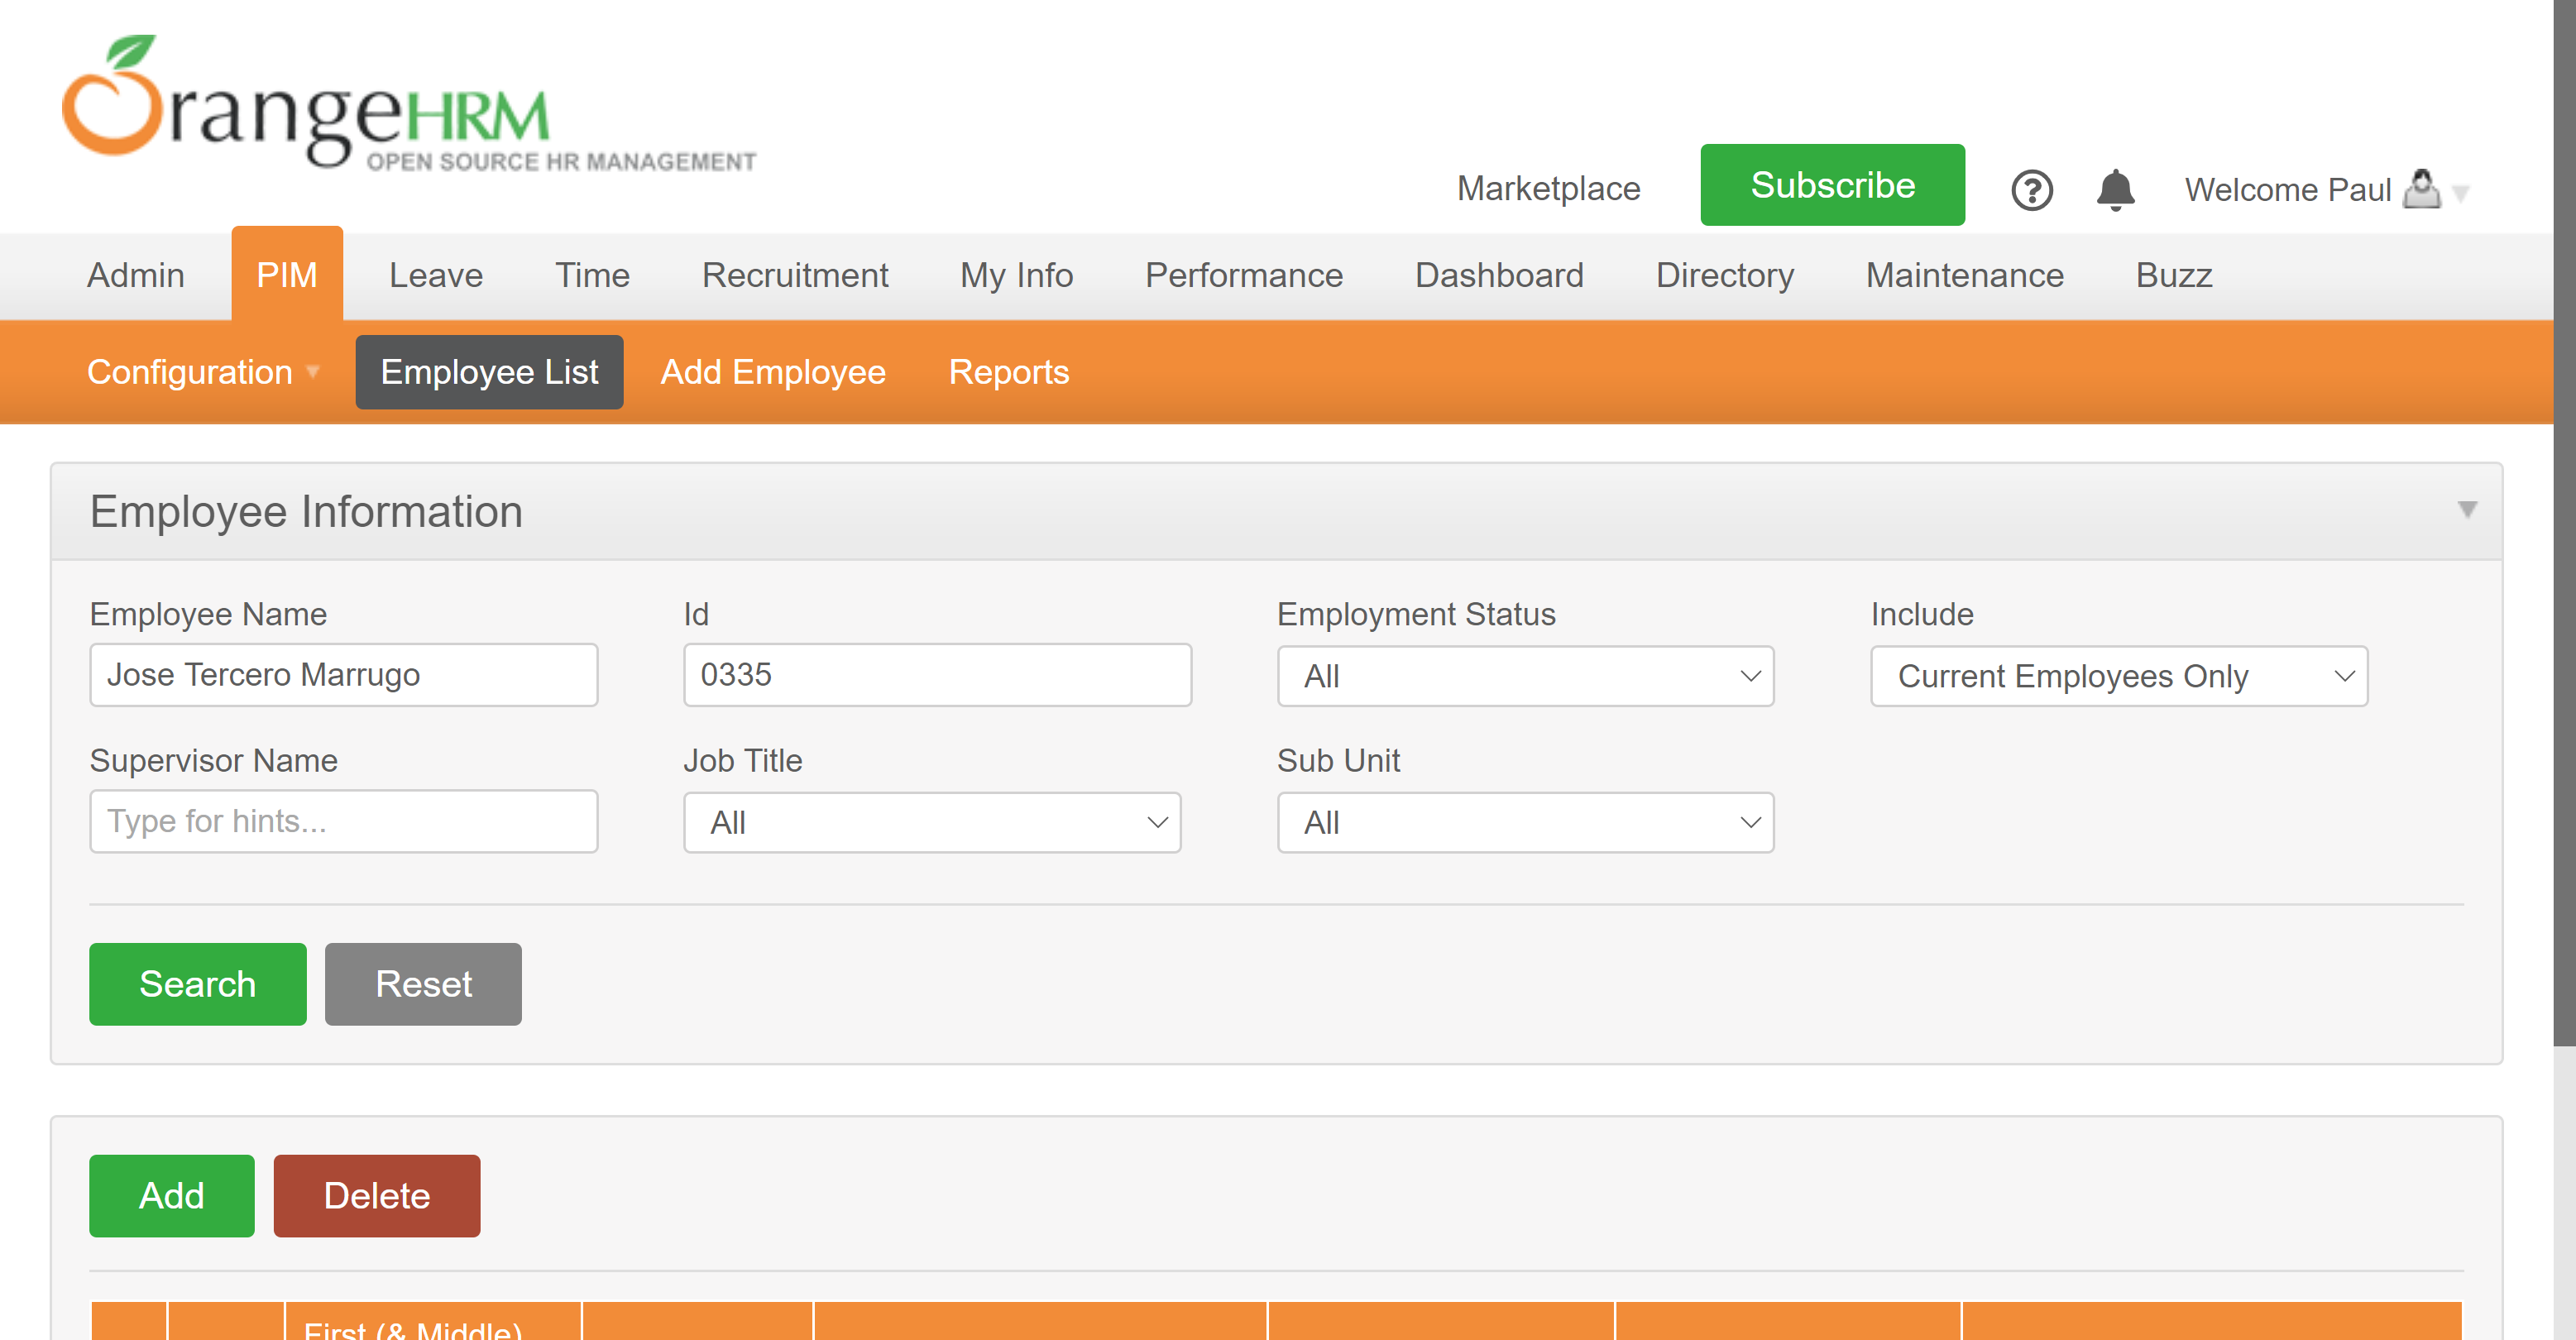 OrangeHRM
OPEN SOURCE HR MANAGEMENT
Marketplace
Subscribe
Welcome Paul
Admin
PIM
Leave
Time
Recruitment
My Info
Performance
Dashboard
Directory
Maintenance
Buzz
Configuration
Employee List
Add Employee
Reports
Employee Information
Employee Name
Id
Employment Status
Include
Jose Tercero Marrugo
0335
All
Current Employees Only
Supervisor Name
Job Title
Sub Unit
Type for hints...
All
All
Search
Reset
Add
Delete
First (& Middle)